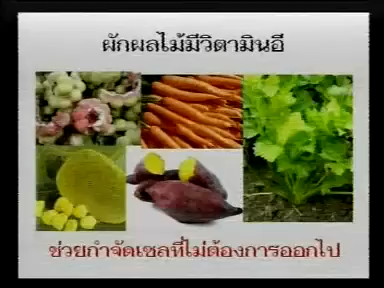 ผักผลไม้มีวิตามินอี
ช่วยกำจัดเซลที่ไม่ต้องการออกไป